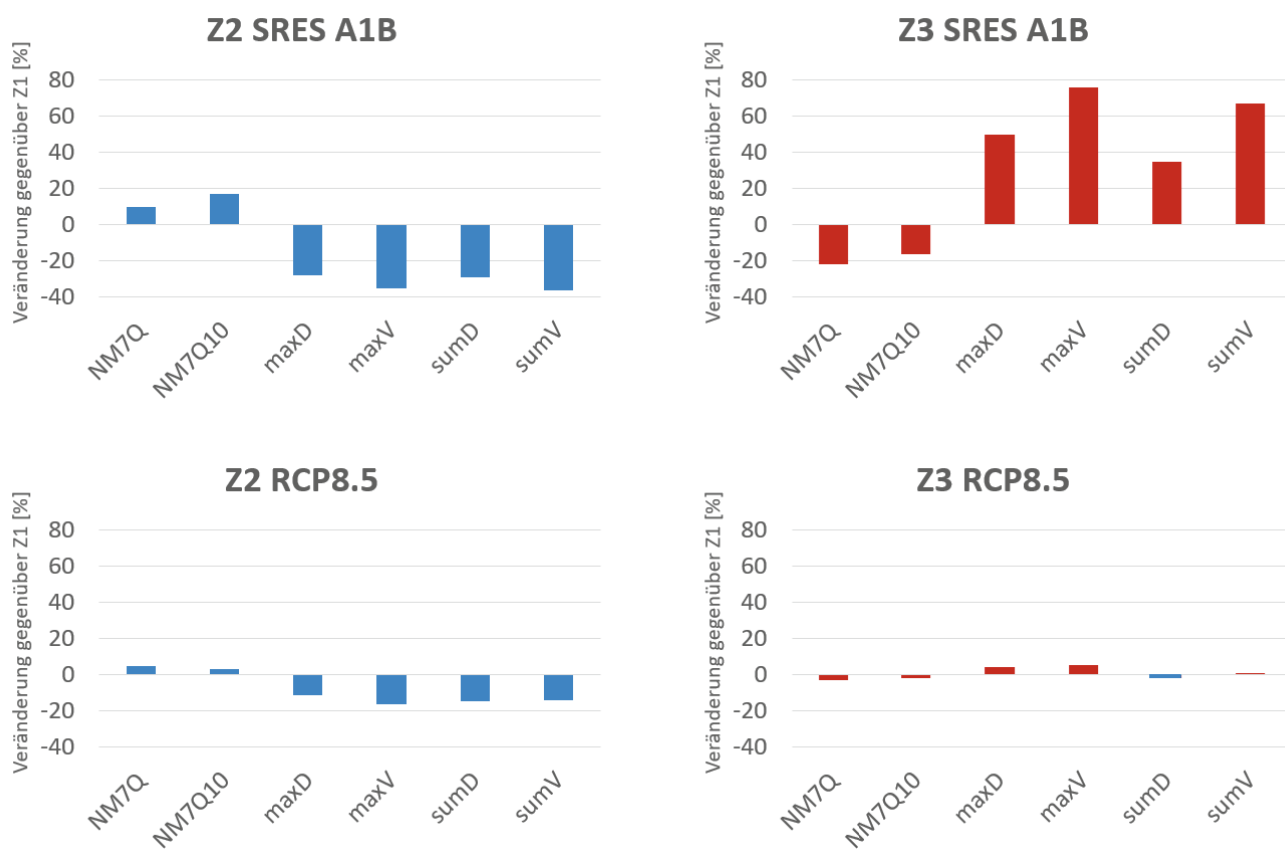 Z2 SRES A1B
Veränderung gegenüber Z1 [%]
80
60
40
20
0
-20
-40
NM7Q
NM7Q10
maxD
maxV
sumD
sumV
Z3 SRES A1B
Veränderung gegenüber Z1 [%]
80
60
40
20
0
-20
-40
NM7Q
NM7Q10
maxD
maxV
sumD
sumV
Z2 RCP8.5
Veränderung gegenüber Z1 [%]
80
60
40
20
0
-20
-40
NM7Q
NM7Q10
maxD
maxV
sumD
sumV
Z3 RCP8.5
Veränderung gegenüber Z1 [%]
80
60
40
20
0
-20
-40
NM7Q
NM7Q10
maxD
maxV
sumD
sumV